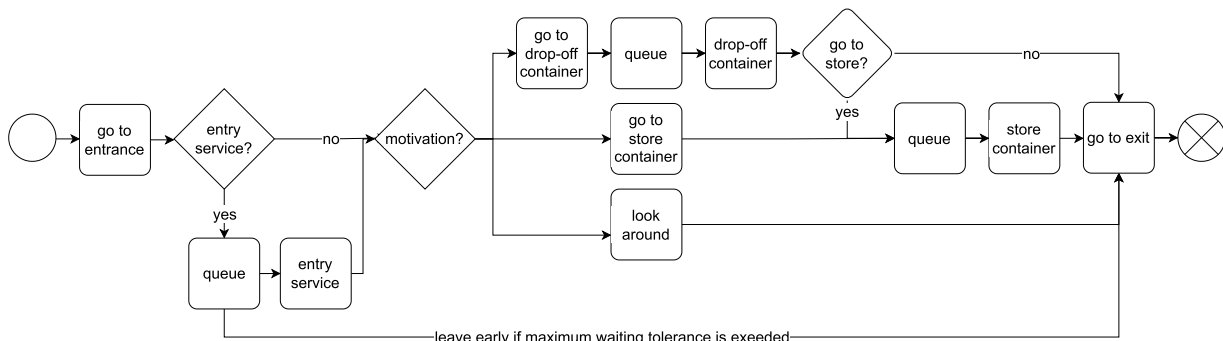 go to
entrance
entry
service?
no
yes
queue
entry
service
motivation?
go to
drop-off
container
queue
drop-off
container
go to
store?
no
yes
go to
store
container
queue
store
container
go to exit
look
around
leave early if maximum waiting tolerance is exeeded